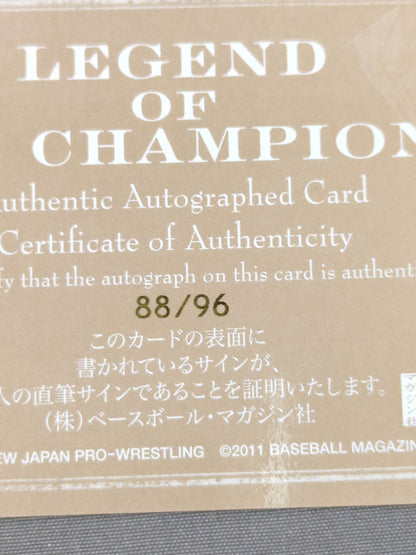 LEGEND
OF
CHAMPION
Authentic Autographed Card
Certificate of Authenticity
fy that the autograph on this card is authenti
88/96
このカードの表面に
書かれているサインが、
人の直筆サインであることを証明いたします。
(株)ベースボール・マガジン社
EW JAPAN PRO-WRESTLING ©2011 BASEBALL MAGAZIN